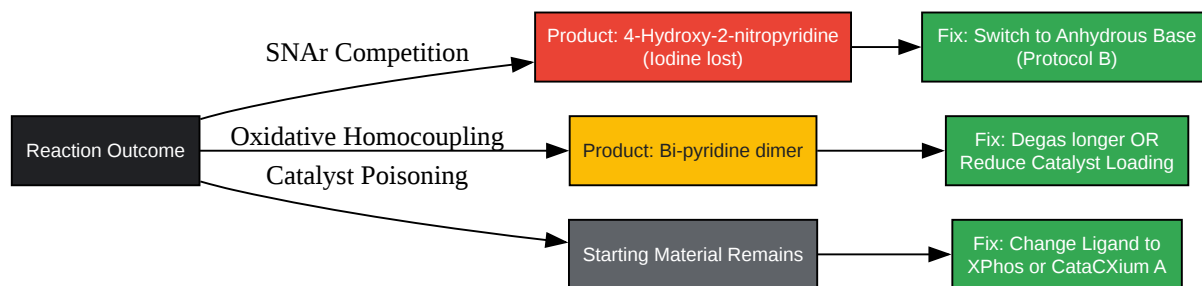 SNAr Competition
Product: 4-Hydroxy-2-nitropyridine
(Iodine lost)
Fix: Switch to Anhydrous Base
(Protocol B)
Reaction Outcome
Oxidative Homocoupling
Product: Bi-pyridine dimer
Fix: Degas longer OR
Reduce Catalyst Loading
Catalyst Poisoning
Starting Material Remains
Fix: Change Ligand to
XPhos or CataCXium A